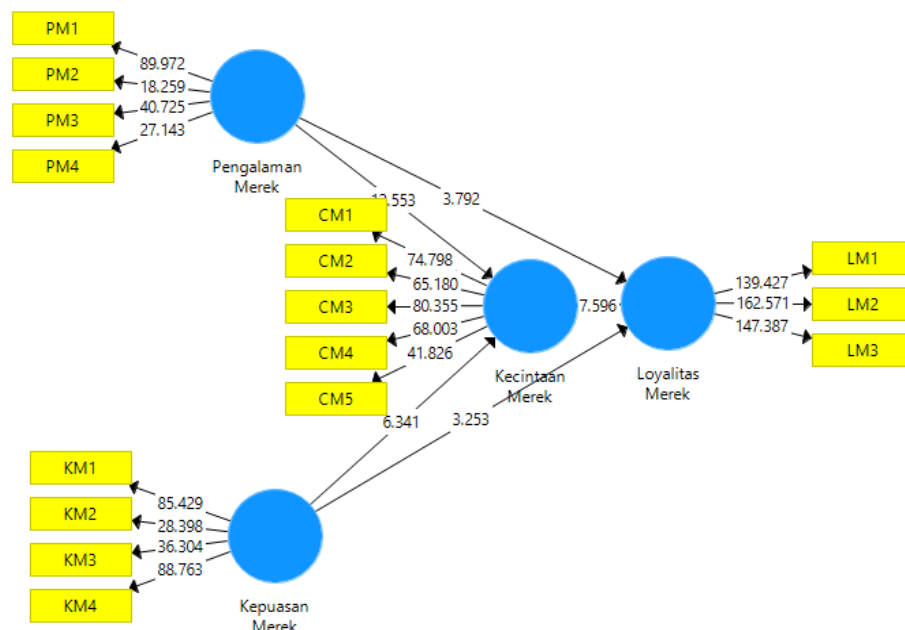 PM1
89.972
PM2
18.259
PM3
40.725
PM4
27.143
Pengalaman
Merek
3.792
CM1
74.798
CM2
65.180
CM3
80.355
CM4
68.003
CM5
41.826
7.596
Kecintaan
Merek
Loyalitas
Merek
139.427
LM1
162.571
LM2
147.387
LM3
6.341
3.253
KM1
85.429
KM2
28.398
KM3
36.304
KM4
88.763
Kepuasan
Merek